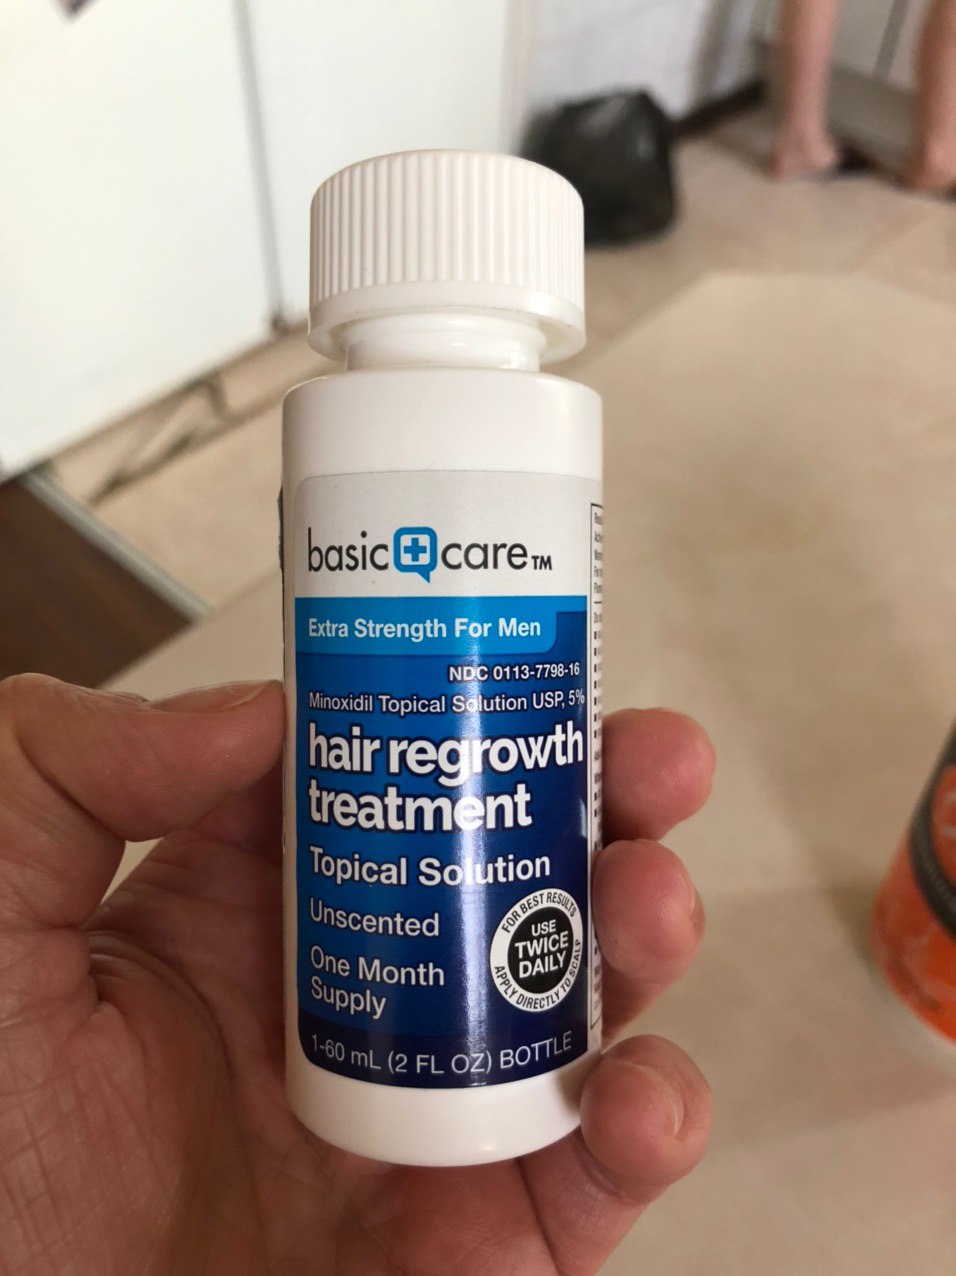 basic care™
Extra Strength For Men
NDC 0113-7798-16
Minoxidil Topical Solution USP, 5%
hair regrowth
treatment
Topical Solution
Unscented
One Month
Supply
FOR BEST RESULTS
USE
TWICE
DAILY
APPLY DIRECTLY TO SCALP
1-60 mL (2 FL OZ) BOTTLE